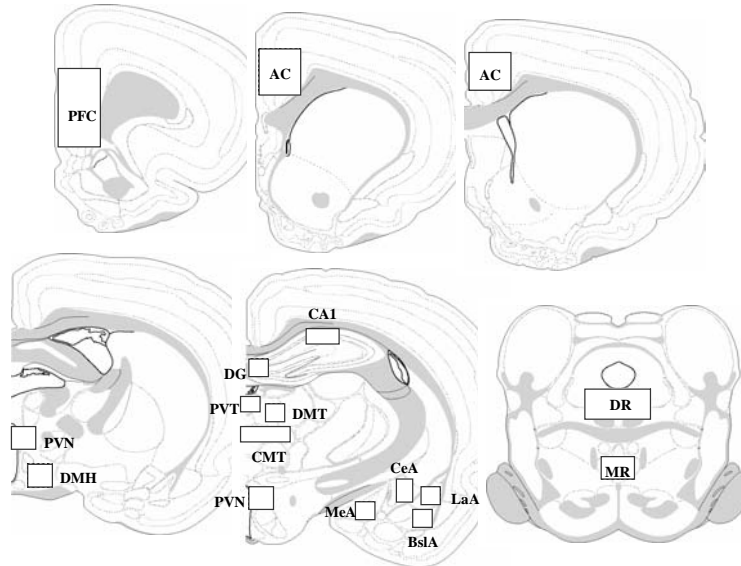 PFC
AC
AC
PVN
DMH
CA1
DG
PVT
DMT
CMT
CeA
PVN
MeA
LaA
BslA
DR
MR